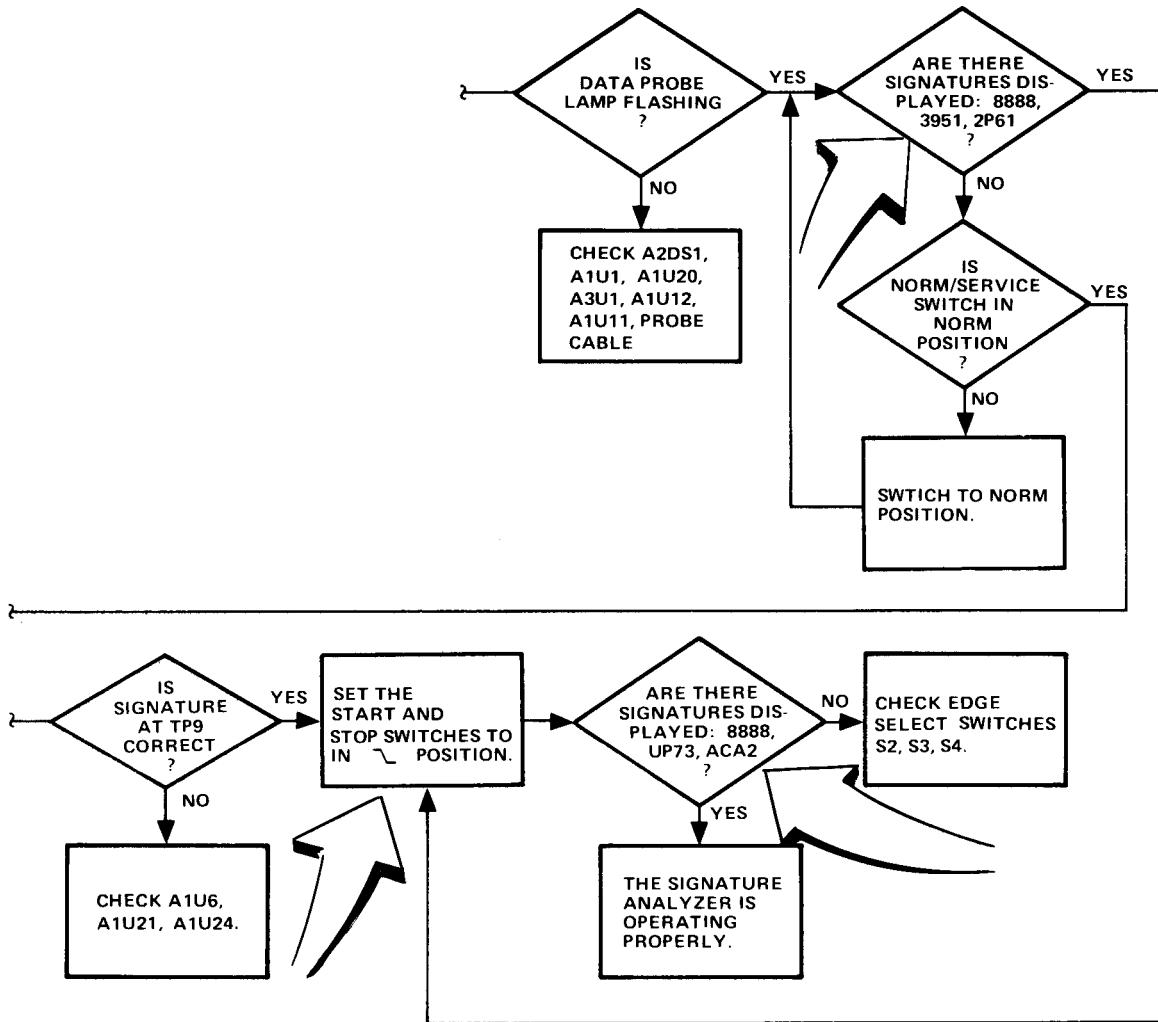 IS
DATA PROBE
LAMP FLASHING
?
YES
NO
CHECK A2DS1,
A1U1, A1U20,
A3U1, A1U12,
A1U11, PROBE
CABLE
ARE THERE
SIGNATURES DIS-
PLAYED: 8888,
3951, 2P61
?
YES
NO
IS
NORM/SERVICE
SWITCH IN
NORM
POSITION
?
YES
NO
SWTICH TO NORM
POSITION.
IS
SIGNATURE
AT TP9
CORRECT
?
YES
NO
CHECK A1U6,
A1U21, A1U24.
SET THE
START AND
STOP SWITCHES TO
IN POSITION.
ARE THERE
SIGNATURES DIS-
PLAYED: 8888,
UP73, ACA2
?
NO
YES
CHECK EDGE
SELECT SWITCHES
S2, S3, S4.
THE SIGNATURE
ANALYZER IS
OPERATING
PROPERLY.